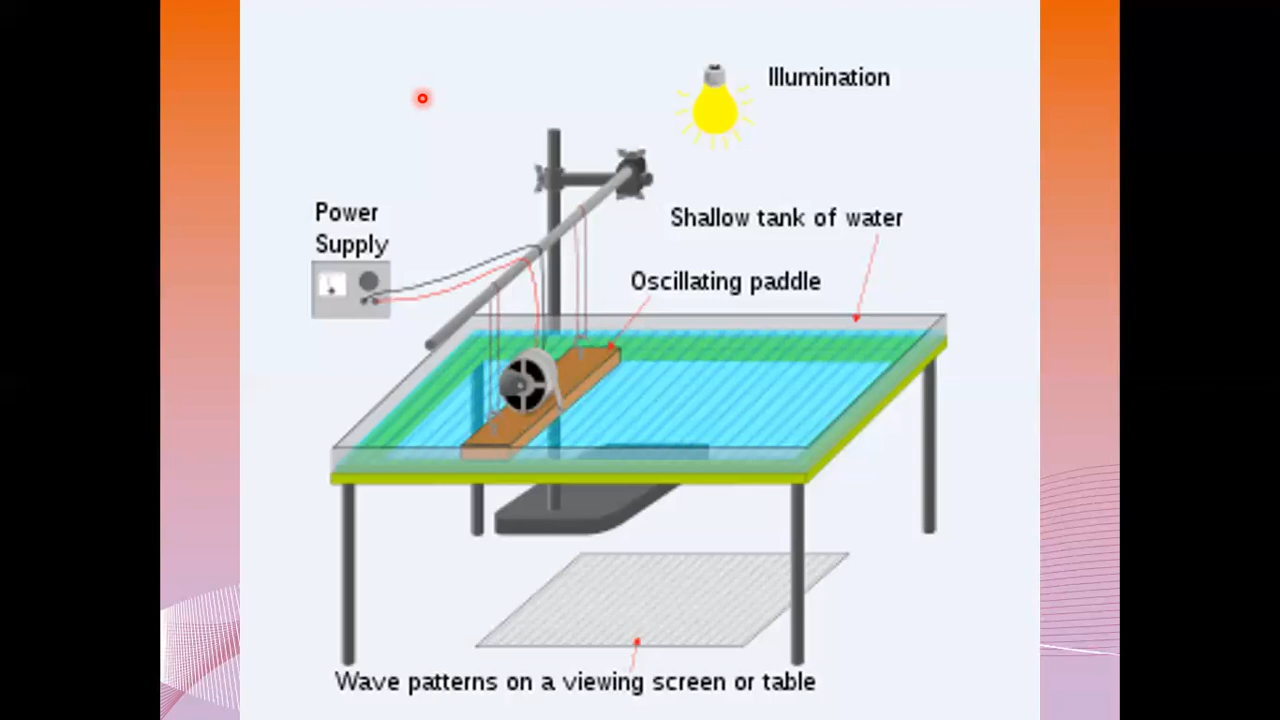 Illumination
Power
Supply
Shallow tank of water
Oscillating paddle
Wave patterns on a viewing screen or table